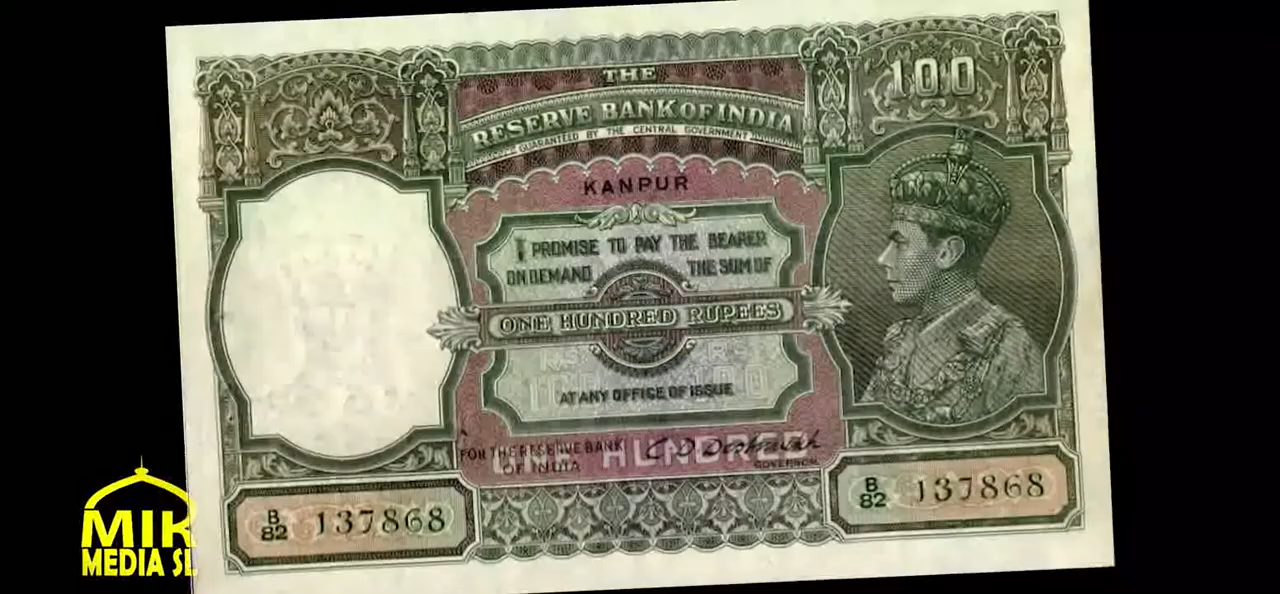 THE
100
RESERVE BANK OF INDIA
GUARANTEED BY THE CENTRAL GOVERNMENT
KANPUR
I PROMISE TO PAY THE BEARER
ON DEMAND THE SUM OF
ONE HUNDRED RUPEES
AT ANY OFFICE OF ISSUE
FOR THE RESERVE BANK
OF INDIA
C D Deshmukh
GOVERNOR
HUNDRED
B
82 137868
B
82 137868
MIK
MEDIA SL